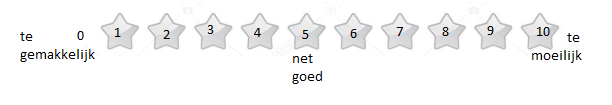 te 0 1 2 3 4 5 6 7 8 9 10 te
gemakkelijk net moeilijk
goed